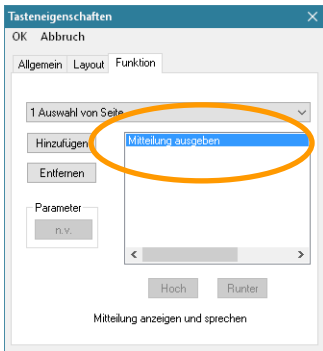 Tasteneigenschaften
OK Abbruch
Allgemein Layout Funktion
1 Auswahl von Seite
Hinzufügen
Mitteilung ausgeben
Entfernen
Parameter
n.v.
Hoch Runter
Mitteilung anzeigen und sprechen